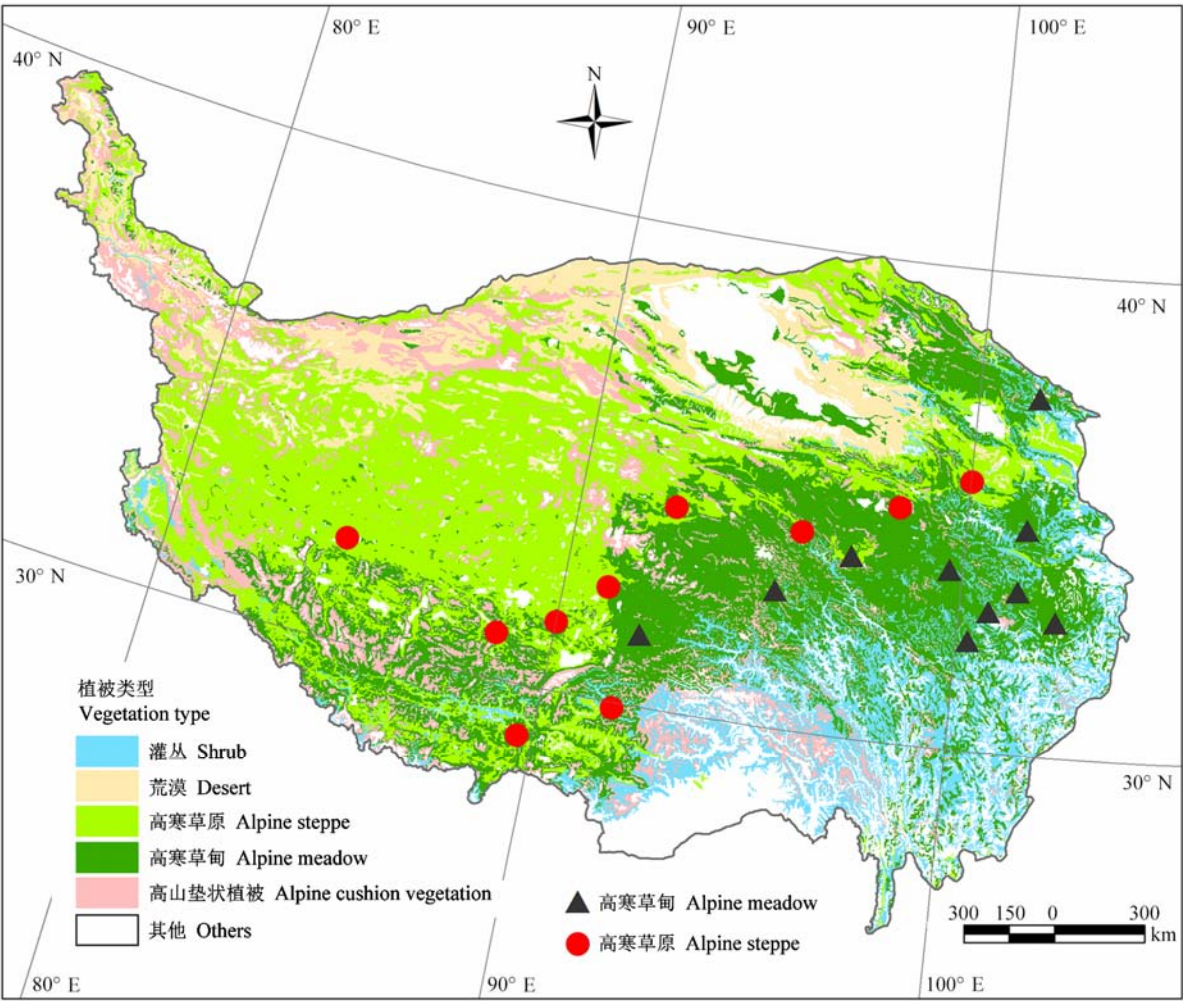 80° E
90° E
100° E
40° N
N
40° N
30° N
植被类型
Vegetation type
灌丛 Shrub
荒漠 Desert
30° N
高寒草原 Alpine steppe
高寒草甸 Alpine meadow
高山垫状植被 Alpine cushion vegetation
其他 Others
高寒草甸 Alpine meadow
高寒草原 Alpine steppe
300 150 0 300
km
80° E
90° E
100° E